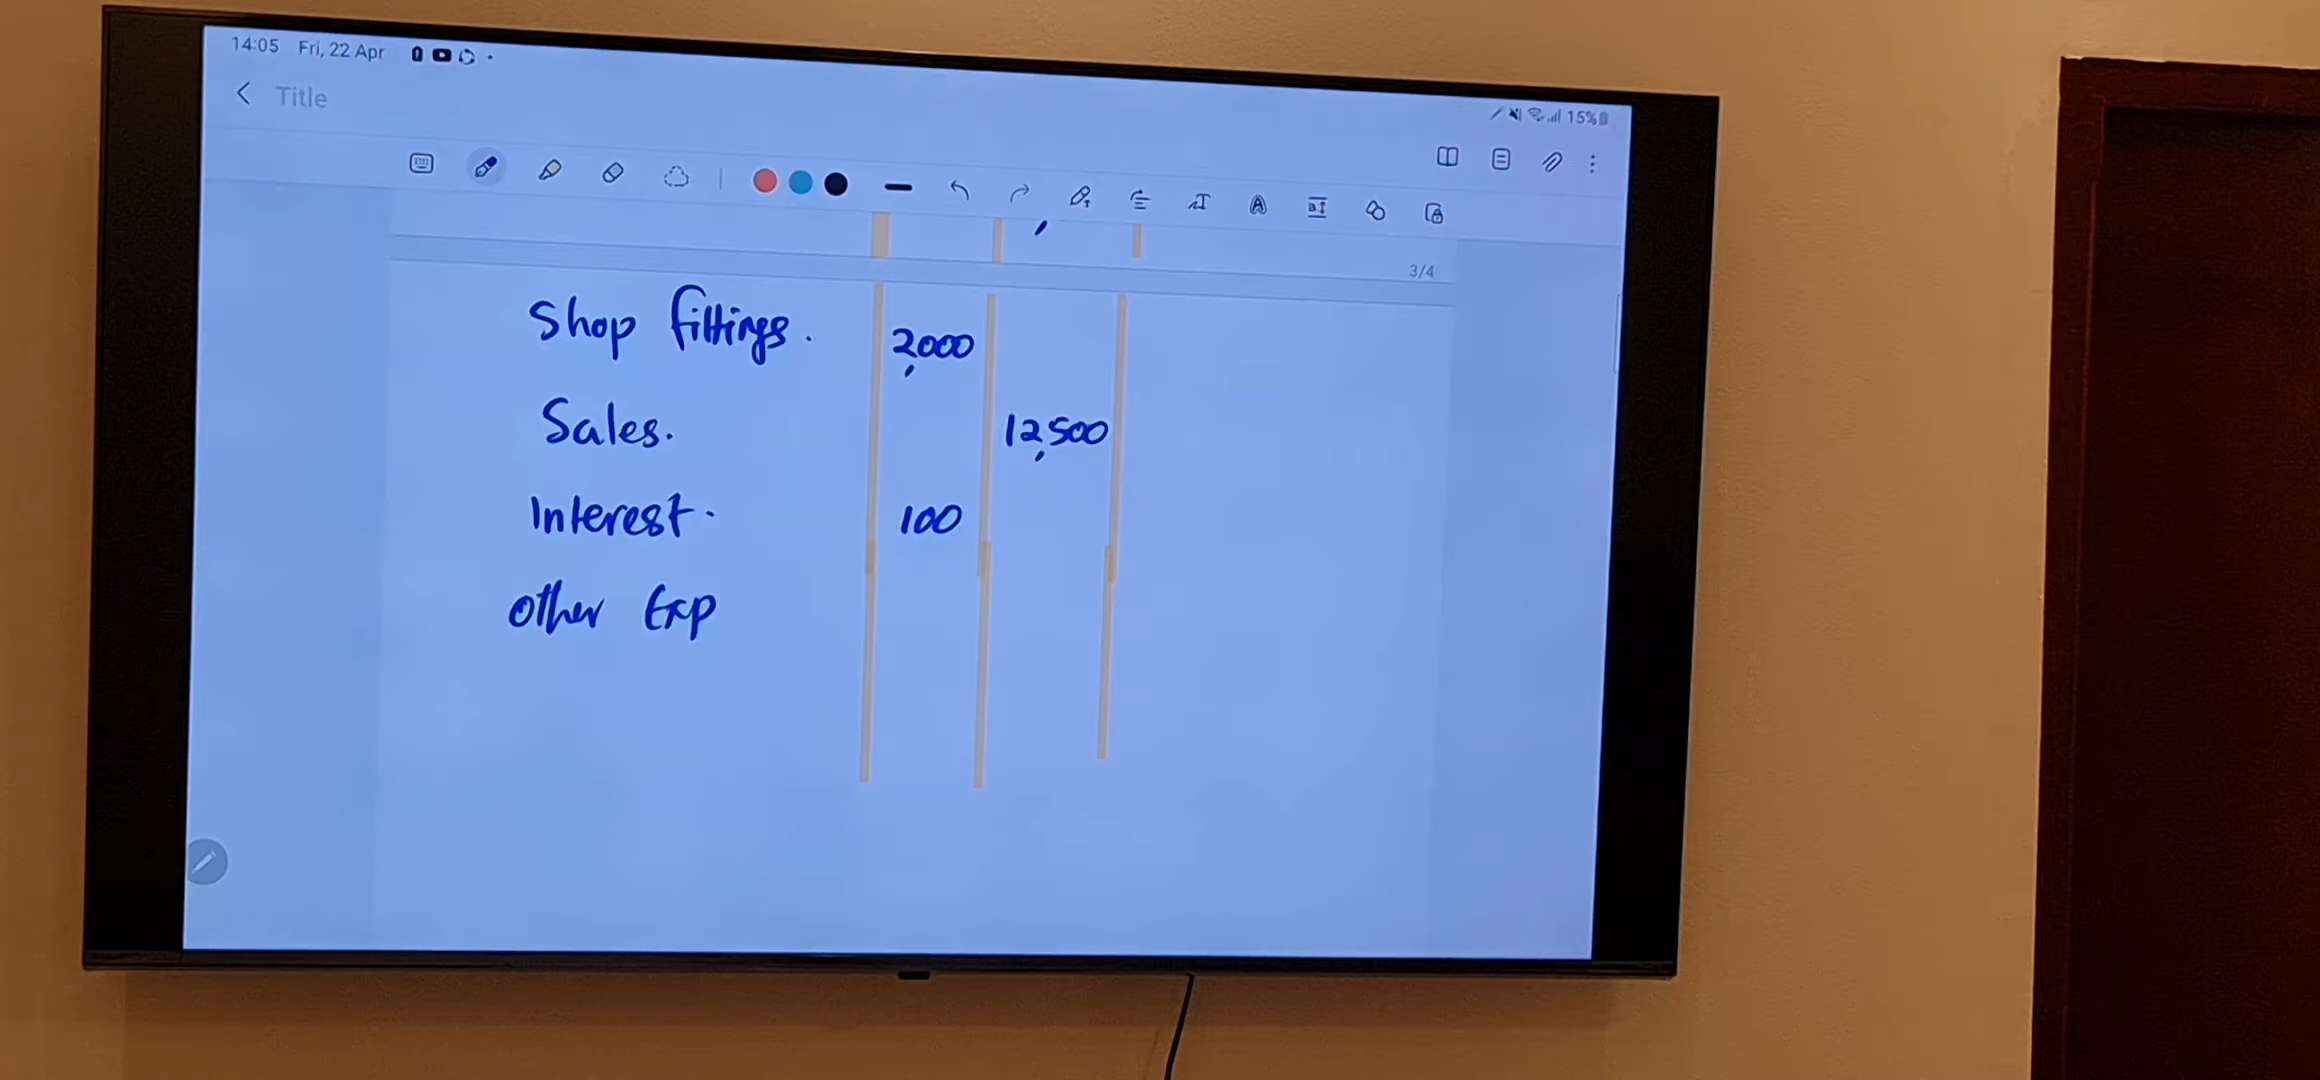 14:05 Fri, 22 Apr
15%
Title
3/4
Shop fittings. 2,000
Sales. 12,500
Interest. 100
other Exp